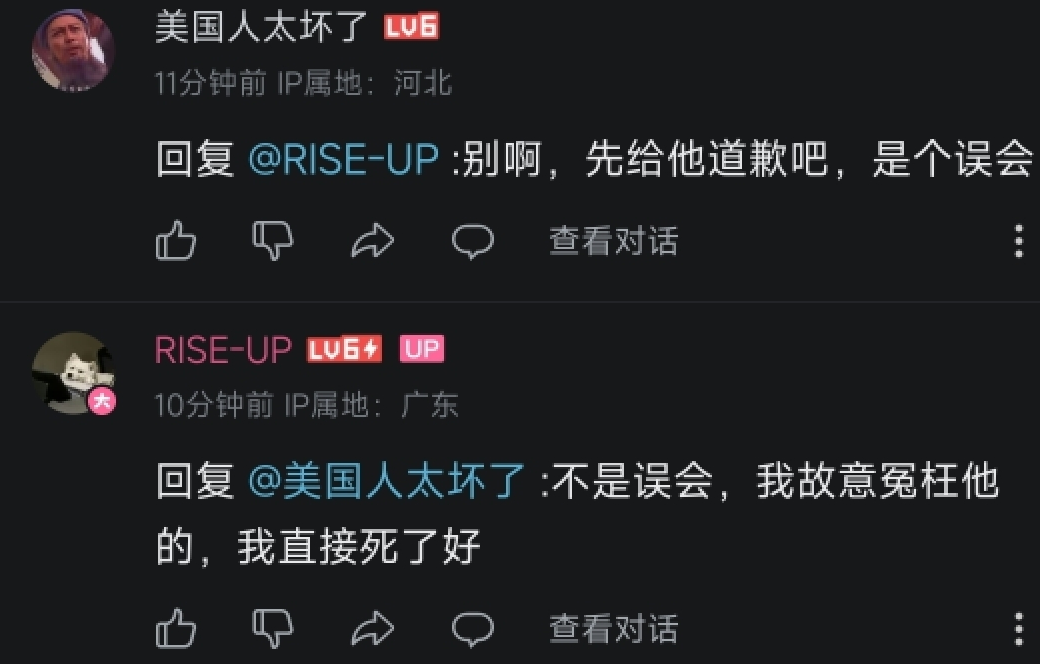 美国人太坏了 LV6
11分钟前 IP属地：河北
回复 @RISE-UP :别啊，先给他道歉吧，是个误会
查看对话
RISE-UP LV6 UP
10分钟前 IP属地：广东
回复 @美国人太坏了 :不是误会，我故意冤枉他
的，我直接死了好
查看对话